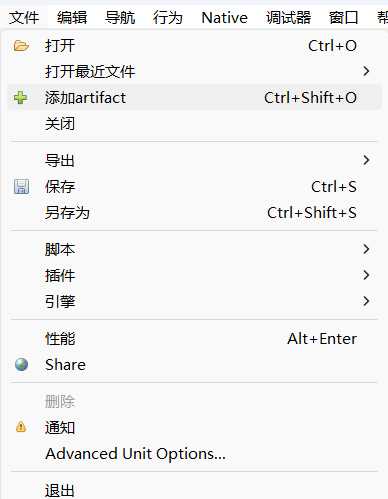 文件 编辑 导航 行为 Native 调试器 窗口
打开 Ctrl+O
打开最近文件
添加artifact Ctrl+Shift+O
关闭
导出
保存 Ctrl+S
另存为 Ctrl+Shift+S
脚本
插件
引擎
性能 Alt+Enter
Share
删除
通知
Advanced Unit Options...
退出